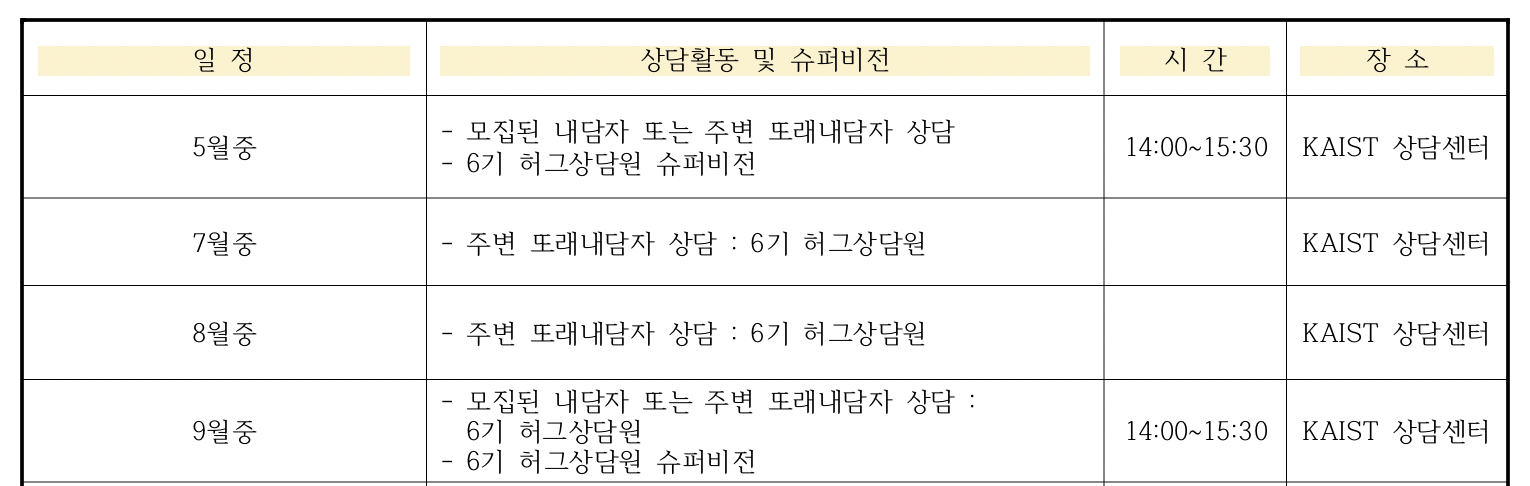 일 정
상담활동 및 슈퍼비전
시 간
장 소
5월중
- 모집된 내담자 또는 주변 또래내담자 상담
- 6기 허그상담원 슈퍼비전
14:00~15:30
KAIST 상담센터
7월중
- 주변 또래내담자 상담 : 6기 허그상담원
KAIST 상담센터
8월중
- 주변 또래내담자 상담 : 6기 허그상담원
KAIST 상담센터
9월중
- 모집된 내담자 또는 주변 또래내담자 상담 :
6기 허그상담원
- 6기 허그상담원 슈퍼비전
14:00~15:30
KAIST 상담센터